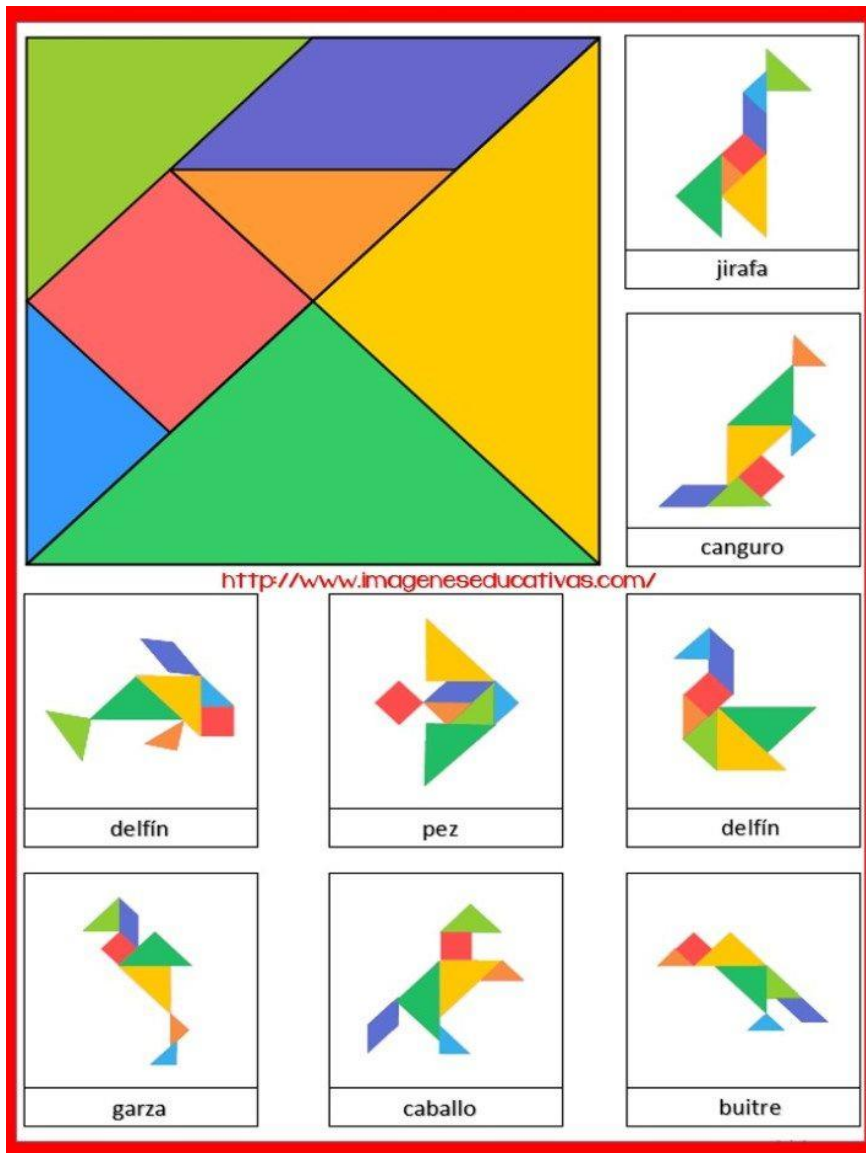 jirafa
canguro
http://www.imageneseducativas.com/
delfín
pez
delfín
garza
caballo
buitre